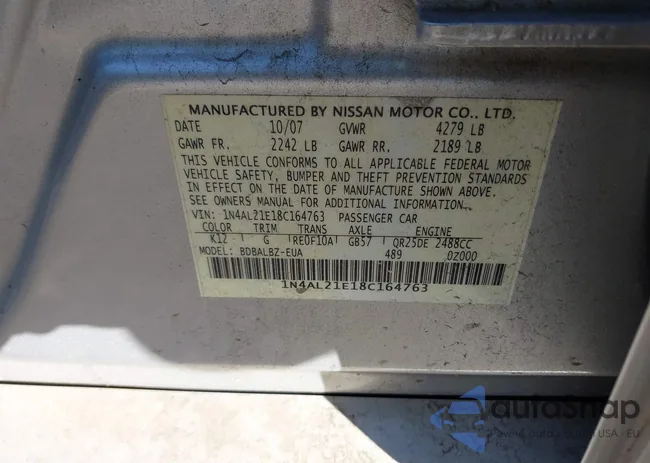 MANUFACTURED BY NISSAN MOTOR CO., LTD.
DATE 10/07 GVWR 4279 LB
GAWR FR. 2242 LB GAWR RR. 2189 LB
THIS VEHICLE CONFORMS TO ALL APPLICABLE FEDERAL MOTOR
VEHICLE SAFETY, BUMPER AND THEFT PREVENTION STANDARDS
IN EFFECT ON THE DATE OF MANUFACTURE SHOWN ABOVE.
SEE OWNERS MANUAL FOR ADDITIONAL INFORMATION.
VIN: 1N4AL21E18C164763 PASSENGER CAR
COLOR TRIM TRANS AXLE ENGINE
K12 G RE0F10A GB57 QR25DE 2488CC
MODEL: BDBALBZ-EUA 489 0Z000
1N4AL21E18C164763
autoSnap
USA - EU